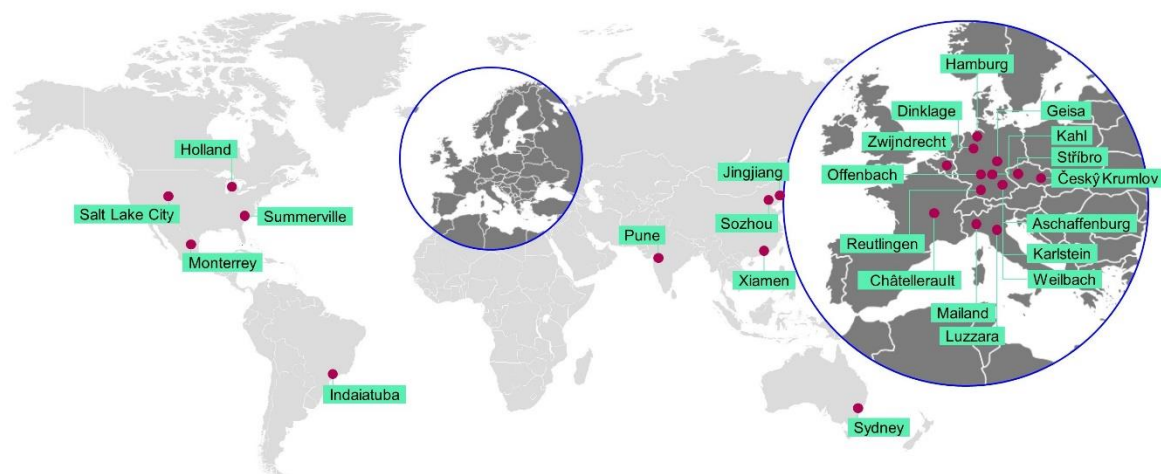 Holland
Salt Lake City
Summerville
Monterrey
Indaiatuba
Pune
Jingjiang
Sozhou
Xiamen
Sydney
Hamburg
Dinklage
Geisa
Zwijndrecht
Kahl
Stříbro
Offenbach
Český Krumlov
Aschaffenburg
Reutlingen
Karlstein
Châtellerault
Weilbach
Mailand
Luzzara